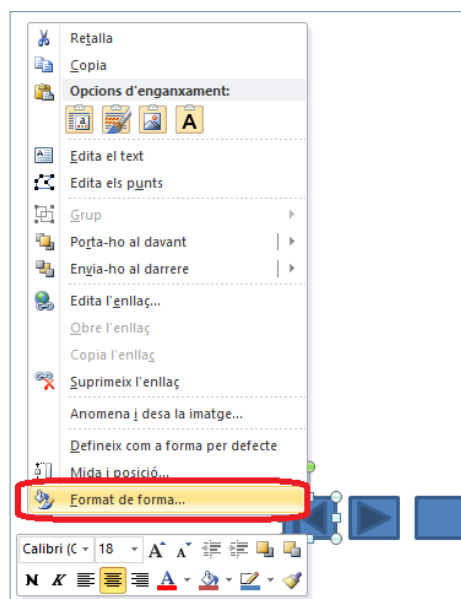 Retalla
Copia
Opcions d'enganxament:
A
Edita el text
Edita els punts
Grup
Porta-ho al davant
Envia-ho al darrere
Edita l'enllaç...
Obre l'enllaç
Copia l'enllaç
Suprimeix l'enllaç
Anomena i desa la imatge...
Defineix com a forma per defecte
Mida i posició...
Format de forma...
Calibri (C 18 A A
N K A